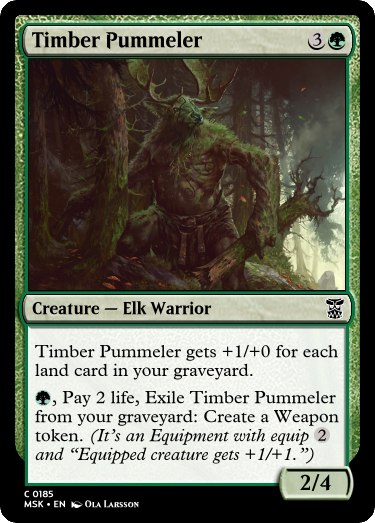 Timber Pummeler 3
Creature — Elk Warrior
Timber Pummeler gets +1/+0 for each
land card in your graveyard.
, Pay 2 life, Exile Timber Pummeler
from your graveyard: Create a Weapon
token. (It's an Equipment with equip 2
and “Equipped creature gets +1/+1.”)
2/4
C 0185
MSK • EN Ola Larsson